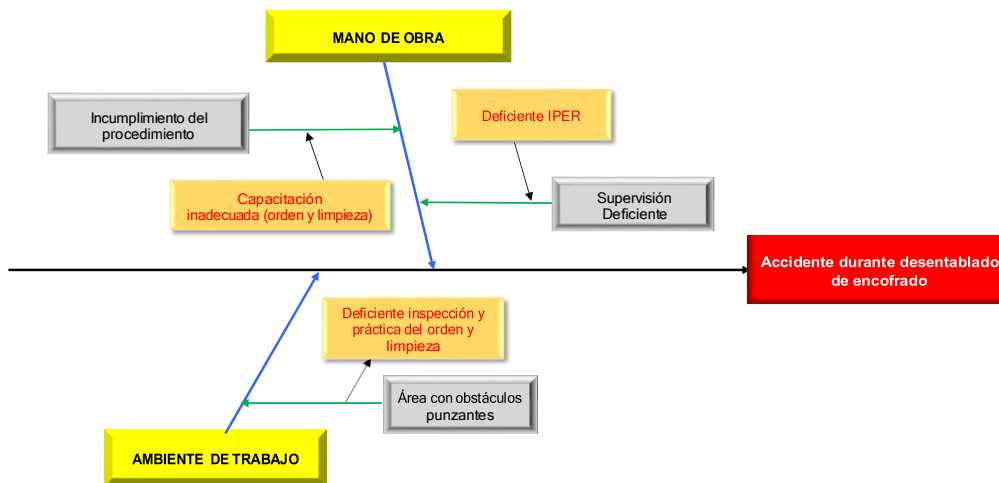 MANO DE OBRA
Incumplimiento del
procedimiento
Deficiente IPER
Capacitación
inadecuada (orden y limpieza)
Supervisión
Deficiente
Accidente durante desentablado
de encofrado
Deficiente inspección y
práctica del orden y
limpieza
Área con obstáculos
punzantes
AMBIENTE DE TRABAJO